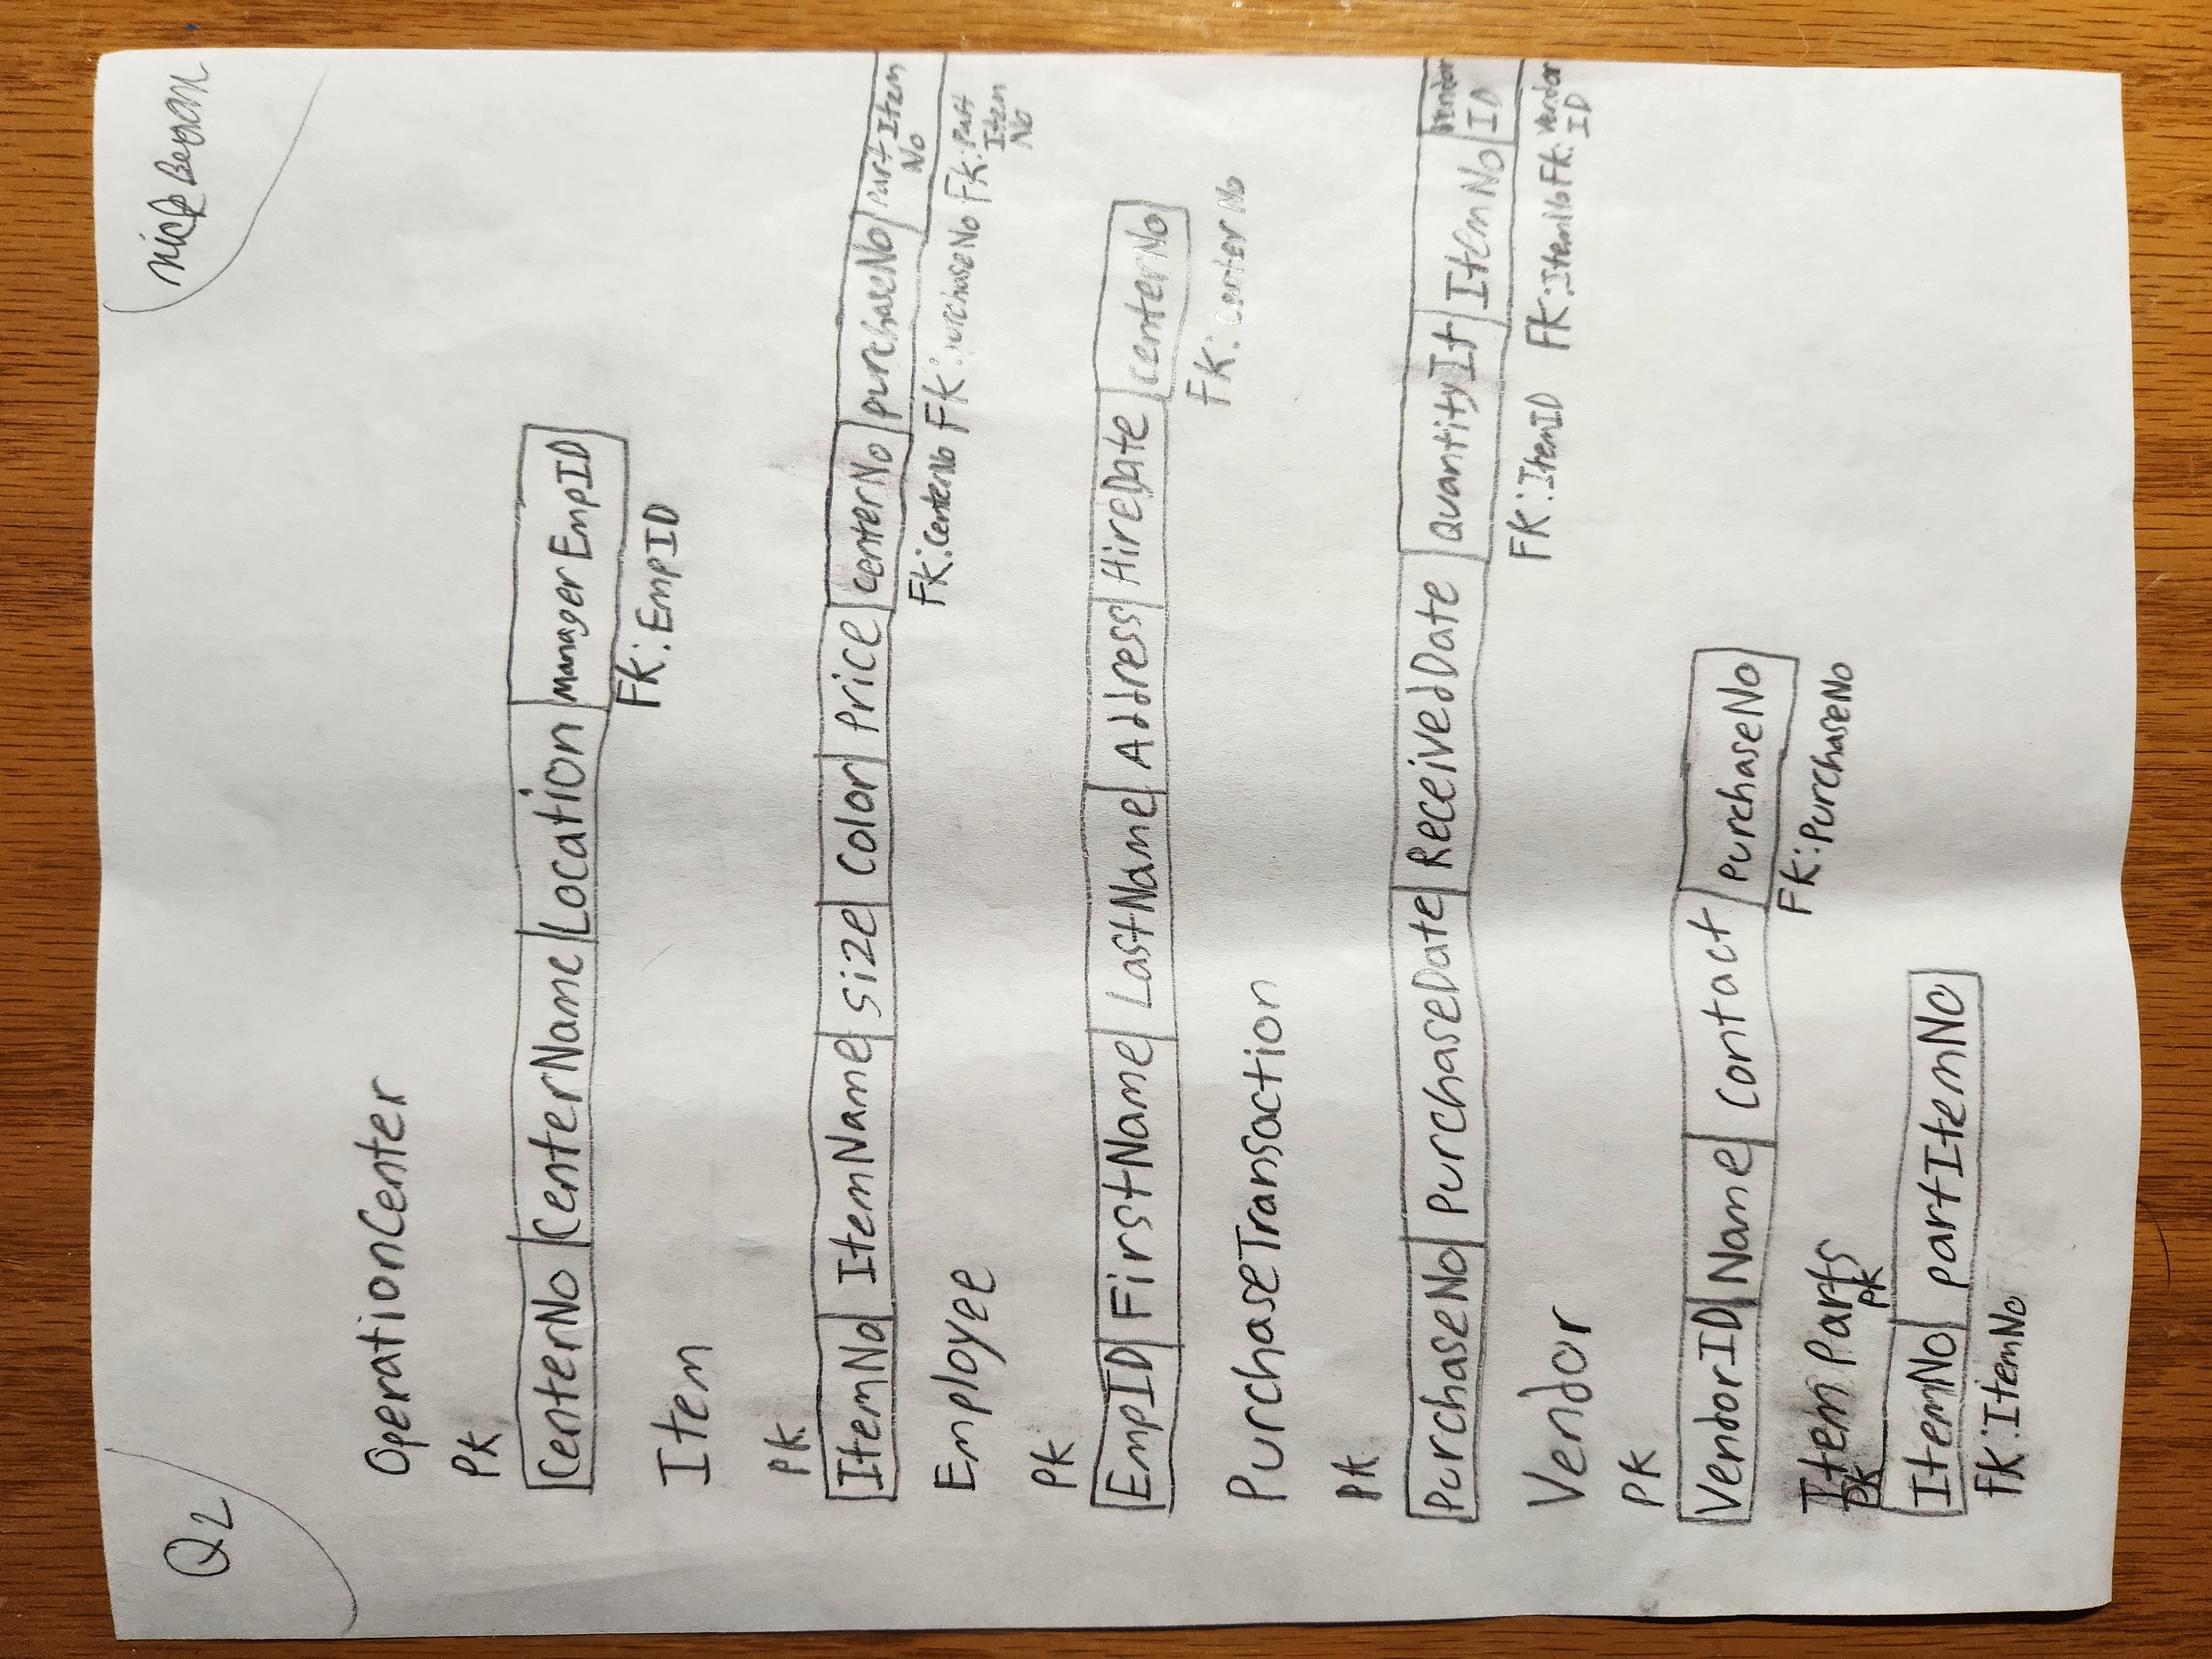 Q2
Nick
OperationCenter
PK
CenterNo CenterName Location Manager EmpID
FK: EmpID
Item
PK
ItemNo ItemName Size Color Price CenterNo purchaseNo Part Item
No
FK: CenterNo FK: purchaseNo FK: Part
Item
No
Employee
PK
EmpID FirstName LastName Address HireDate CenterNo
FK: Center No
PurchaseTransaction
PK
PurchaseNo PurchaseDate ReceivedDate QuantityIt ItemNo Vendor
ID
FK: ItemID FK: ItemNo FK: Vendor
ID
Vendor
PK
VendorID Name Contact PurchaseNo
FK: PurchaseNo
Item Parts
PK PK
ItemNo partItemNo
FK: ItemNo